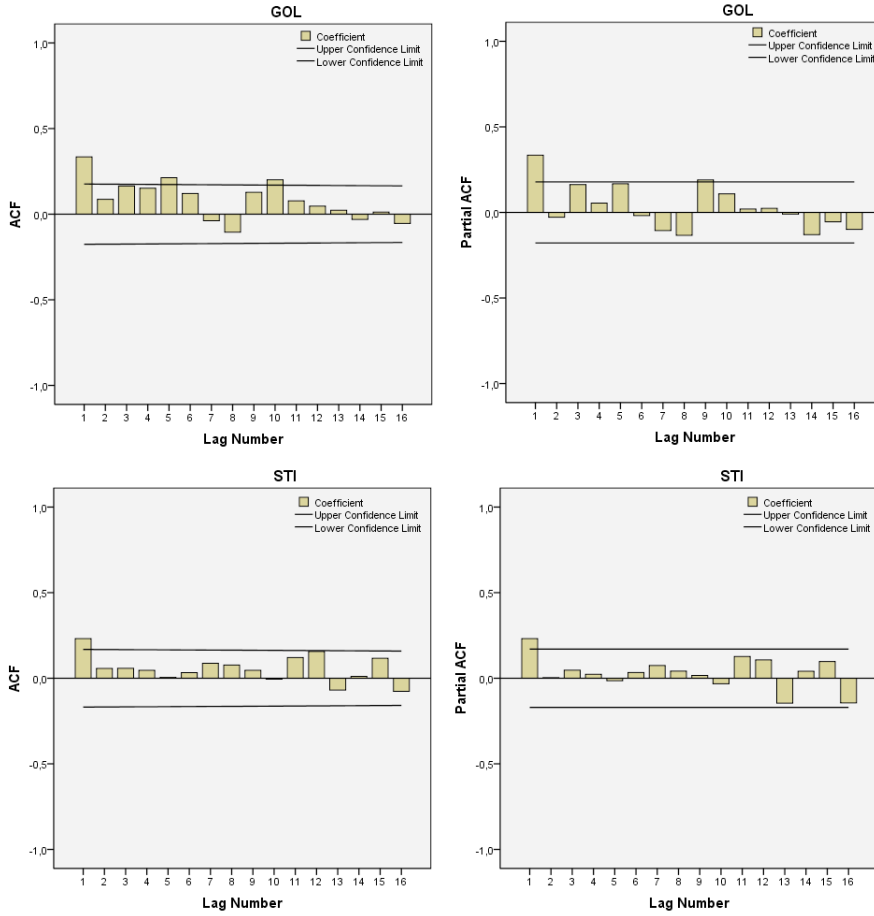 GOL
Coefficient
Upper Confidence Limit
Lower Confidence Limit
1,0
0,5
0,0
-0,5
-1,0
ACF
1 2 3 4 5 6 7 8 9 10 11 12 13 14 15 16
Lag Number
GOL
Coefficient
Upper Confidence Limit
Lower Confidence Limit
1,0
0,5
0,0
-0,5
-1,0
Partial ACF
1 2 3 4 5 6 7 8 9 10 11 12 13 14 15 16
Lag Number
STI
Coefficient
Upper Confidence Limit
Lower Confidence Limit
1,0
0,5
0,0
-0,5
-1,0
ACF
1 2 3 4 5 6 7 8 9 10 11 12 13 14 15 16
Lag Number
STI
Coefficient
Upper Confidence Limit
Lower Confidence Limit
1,0
0,5
0,0
-0,5
-1,0
Partial ACF
1 2 3 4 5 6 7 8 9 10 11 12 13 14 15 16
Lag Number